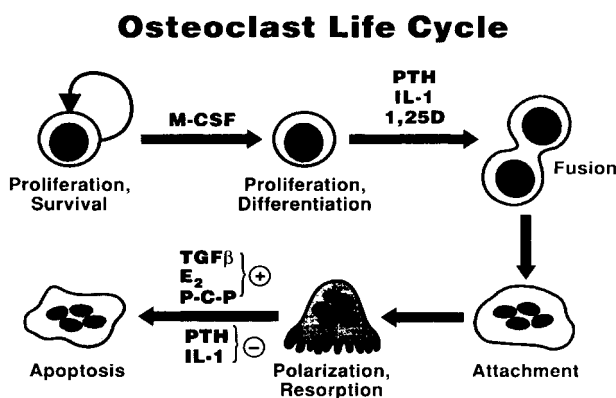 Osteoclast Life Cycle
M-CSF
PTH
IL-1
1,25D
Proliferation,
Survival
Proliferation,
Differentiation
Fusion
TGFβ
E₂
P-C-P
+
PTH
IL-1
−
Apoptosis
Polarization,
Resorption
Attachment